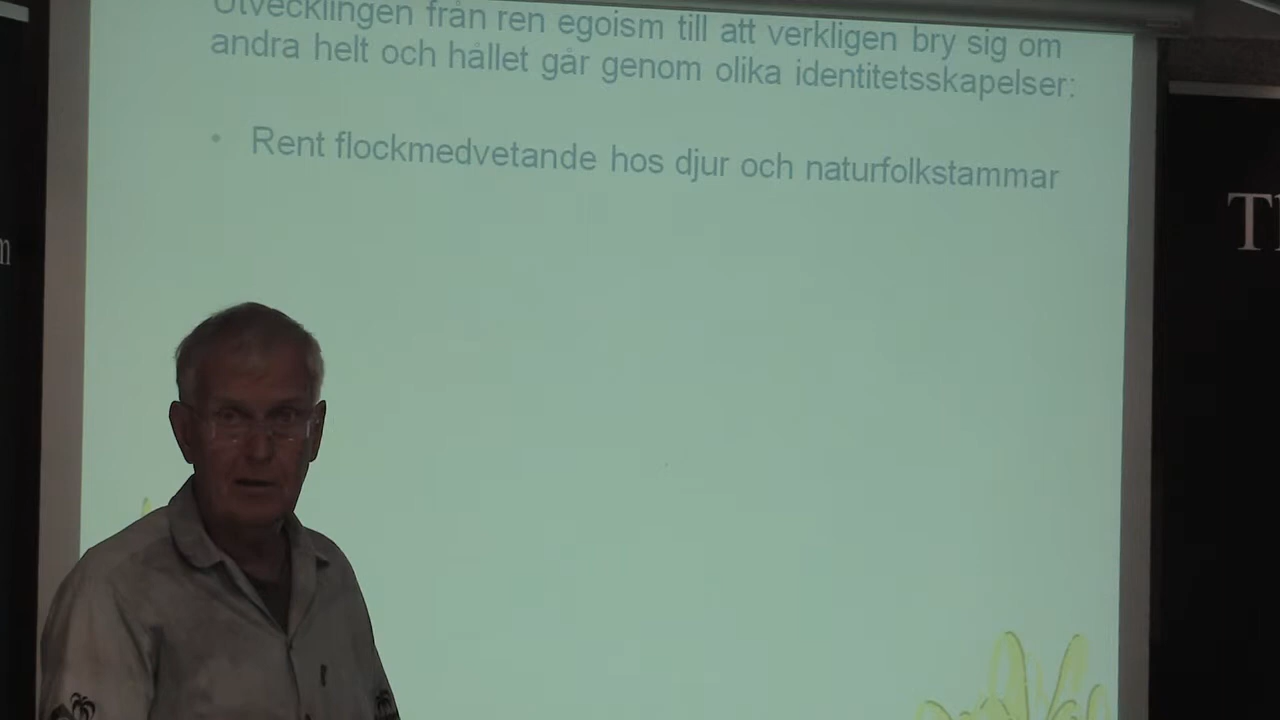 Utvecklingen från ren egoism till att verkligen bry sig om
andra helt och hållet går genom olika identitetsskapelser:
• Rent flockmedvetande hos djur och naturfolkstammar